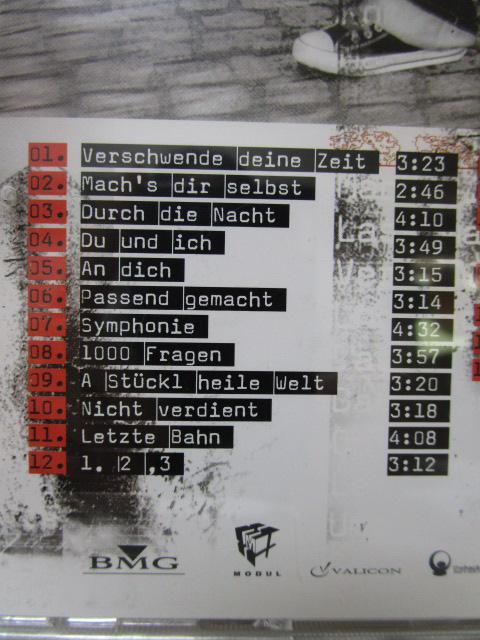 01. Verschwende deine Zeit 3:23
02. Mach's dir selbst 2:46
03. Durch die Nacht 4:10
04. Du und ich 3:49
05. An dich 3:15
06. Passend gemacht 3:14
07. Symphonie 4:32
08. 1000 Fragen 3:57
09. A Stückl heile Welt 3:20
10. Nicht verdient 3:18
11. Letzte Bahn 4:08
12. 1. 2 ,3 3:12
BMG MODUL VALICON